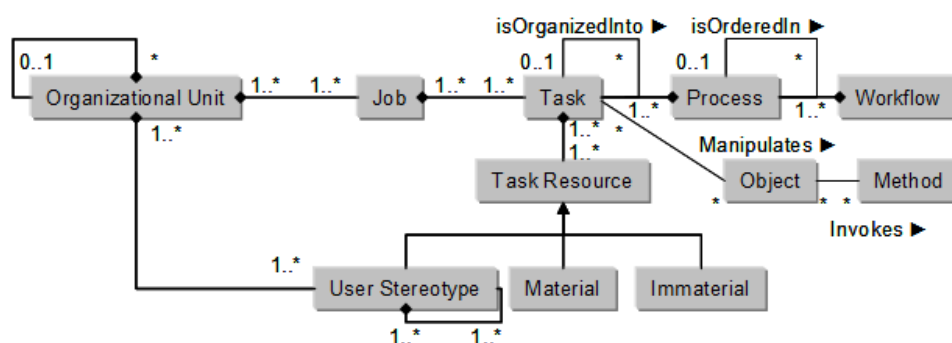 isOrganizedInto ► isOrderedIn ►
0..1 * 0..1 * 0..1 *
Organizational Unit 1..* 1..* Job 1..* 1..* Task 1..* Process 1..* Workflow
1..* 1..* * Manipulates ►
1..*
Task Resource Object Method
* * *
Invokes ►
1..*
User Stereotype Material Immaterial
1..* 1..*